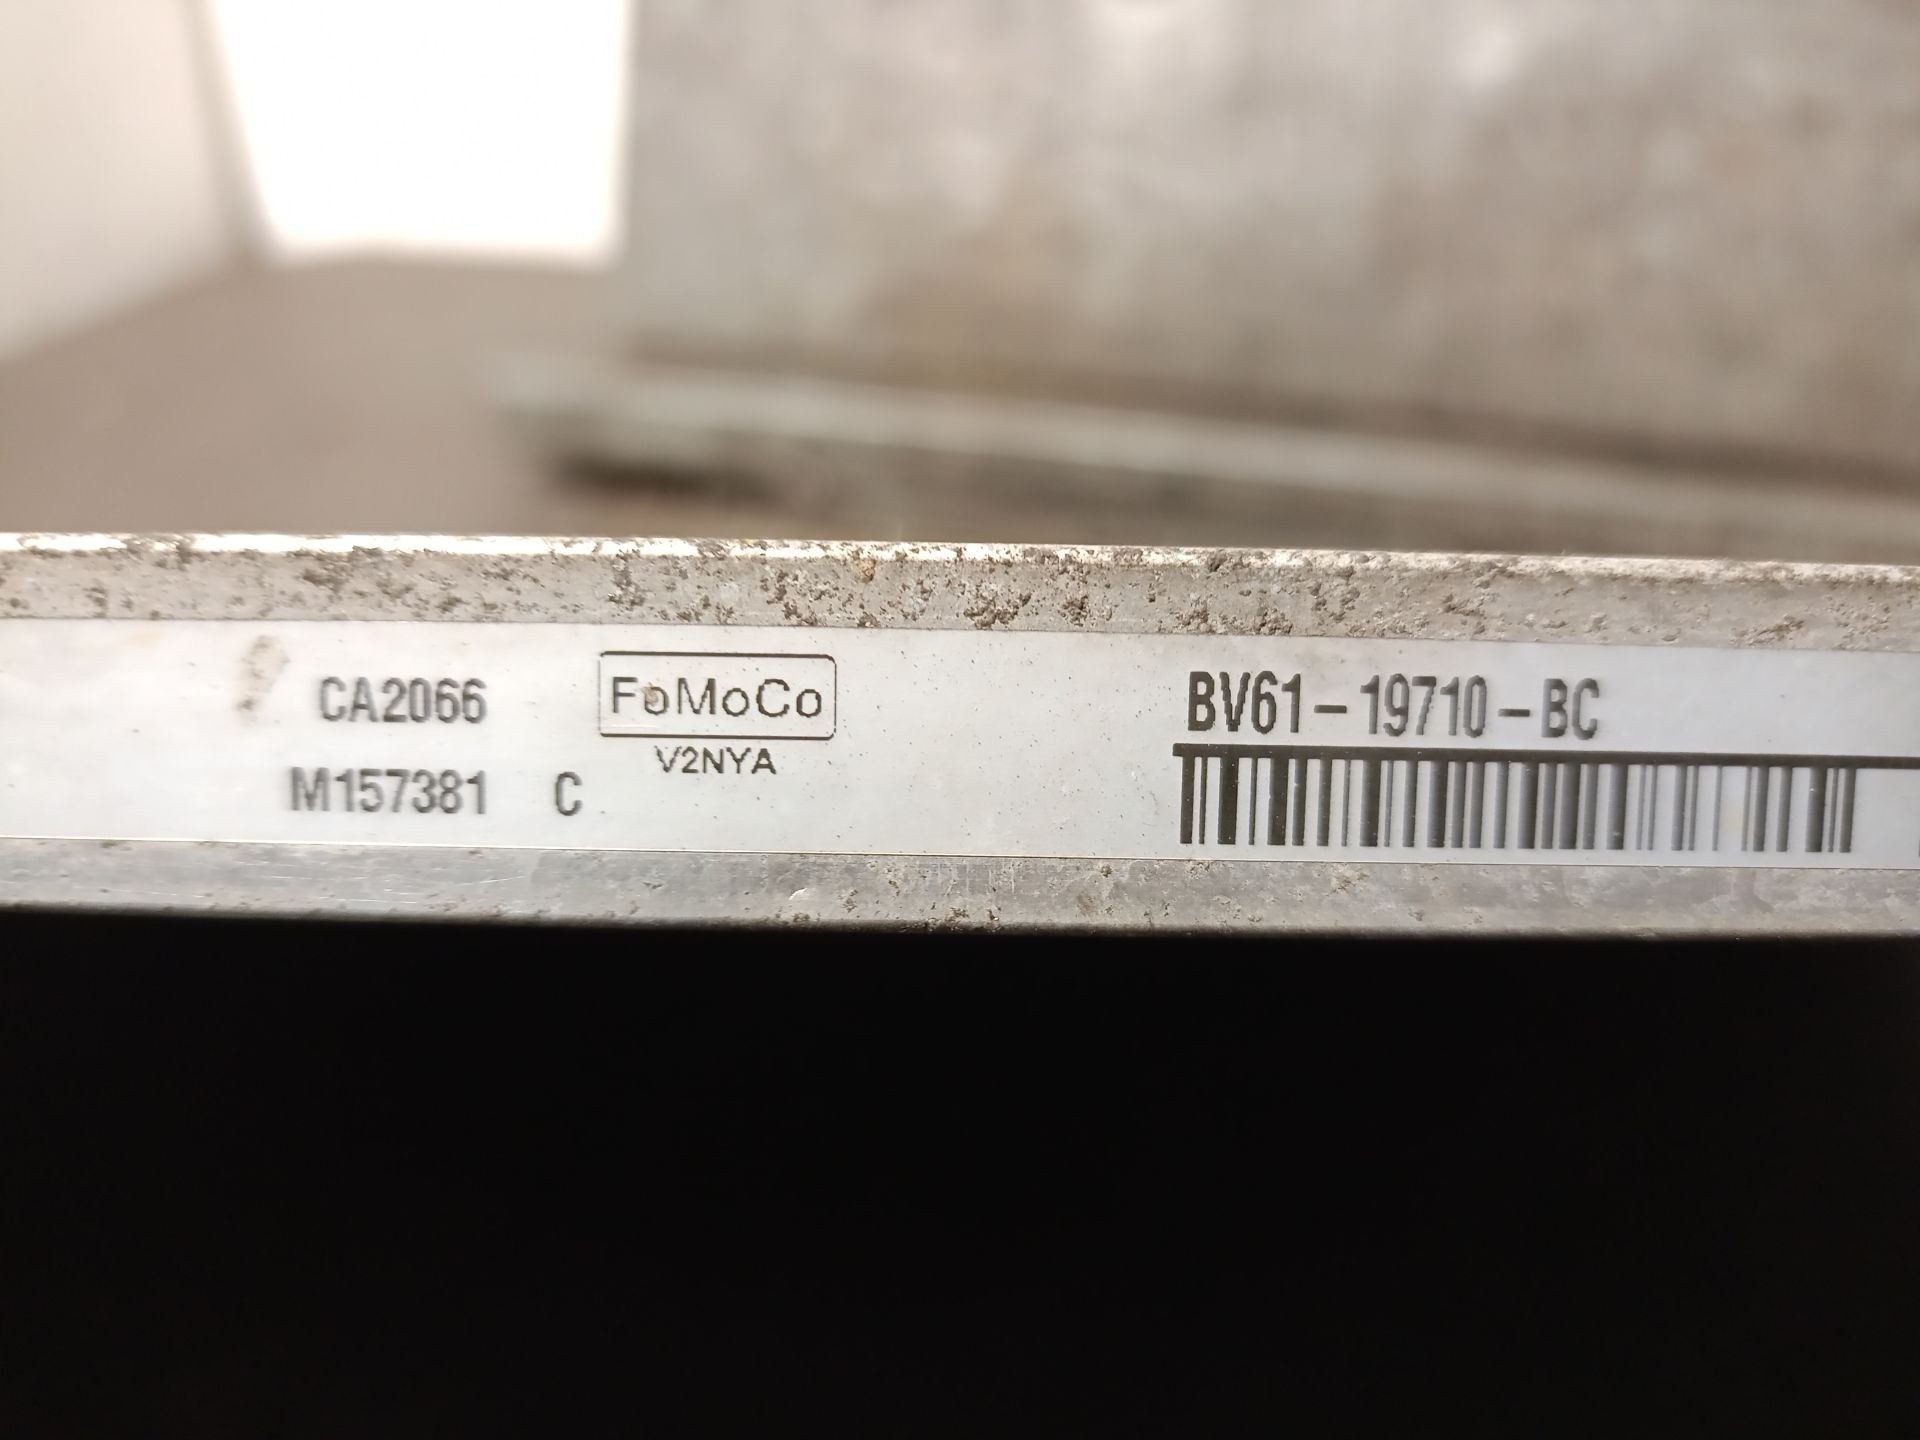 CA2066
M157381 C
FoMoCo
V2NYA
BV61-19710-BC